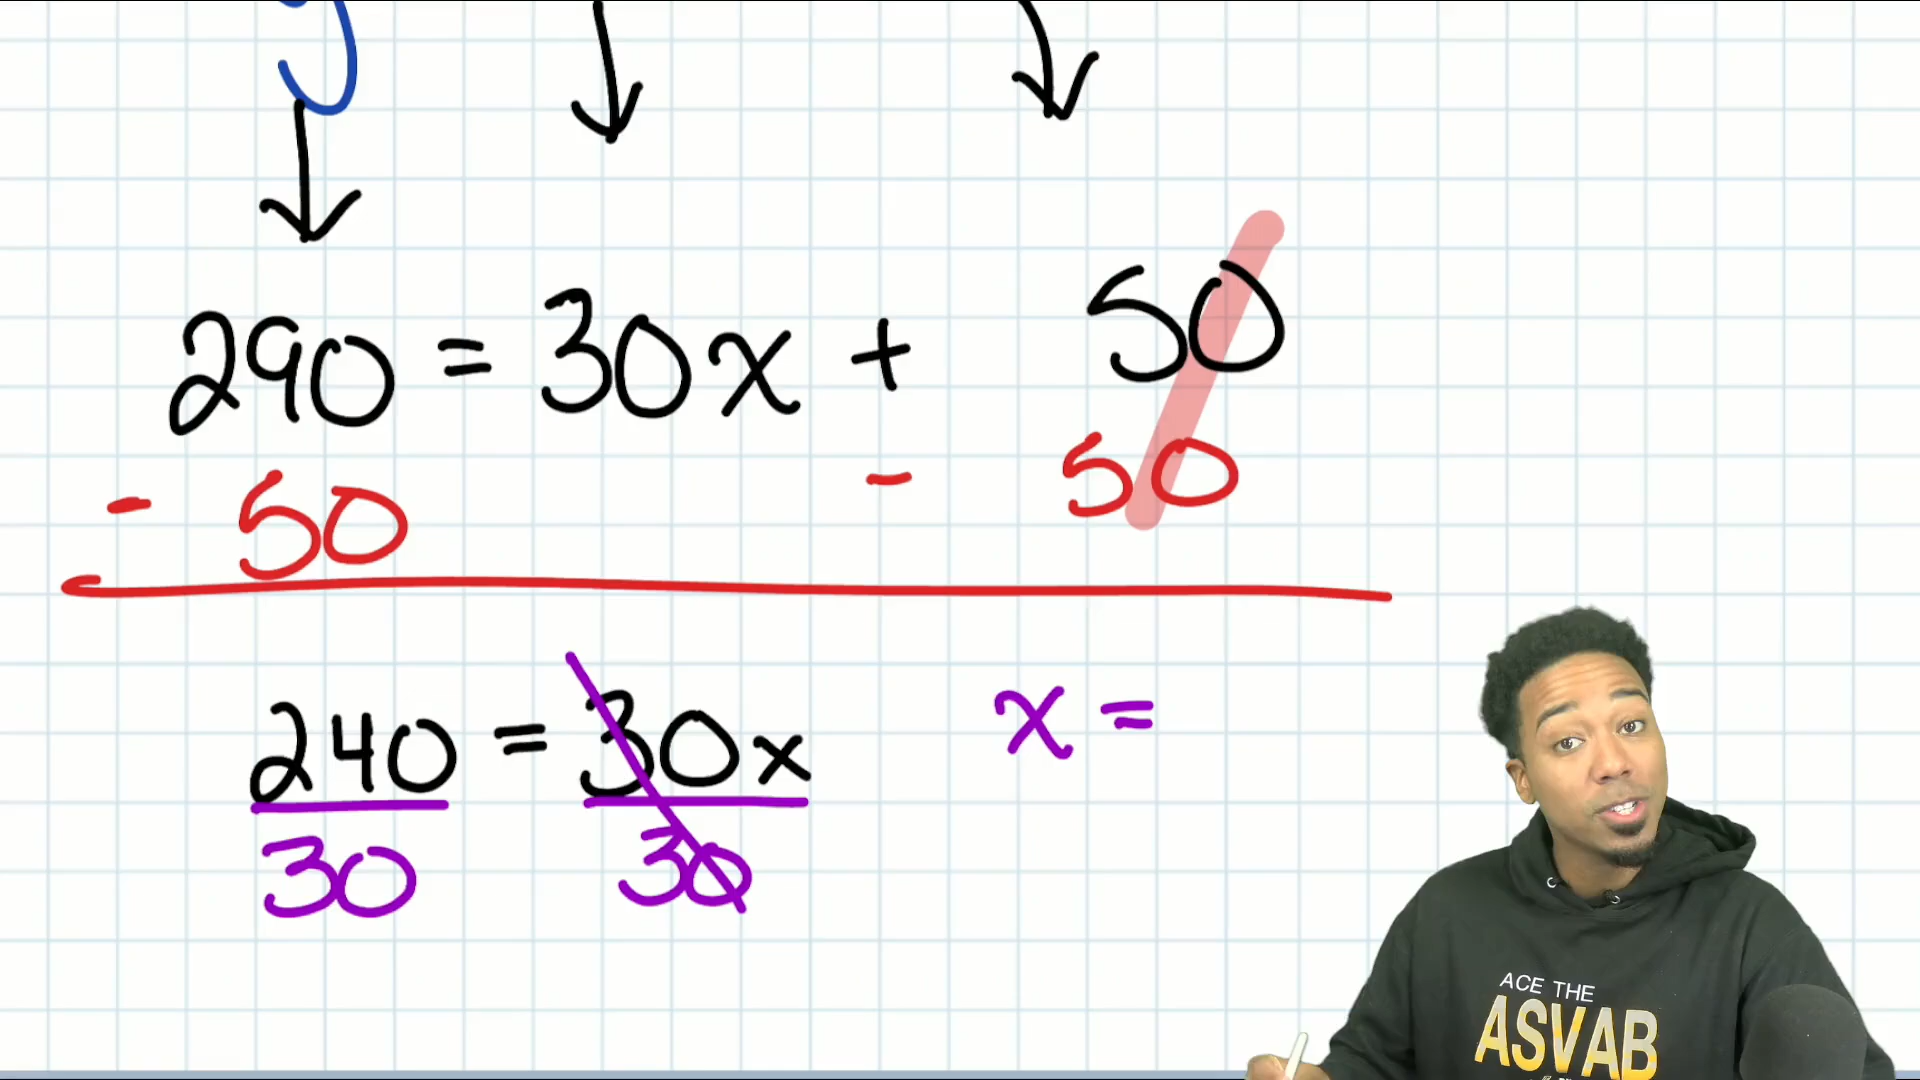 y
290 = 30x + 50
- 50 - 50
240 = 30x x =
30 30
ACE THE
ASVAB